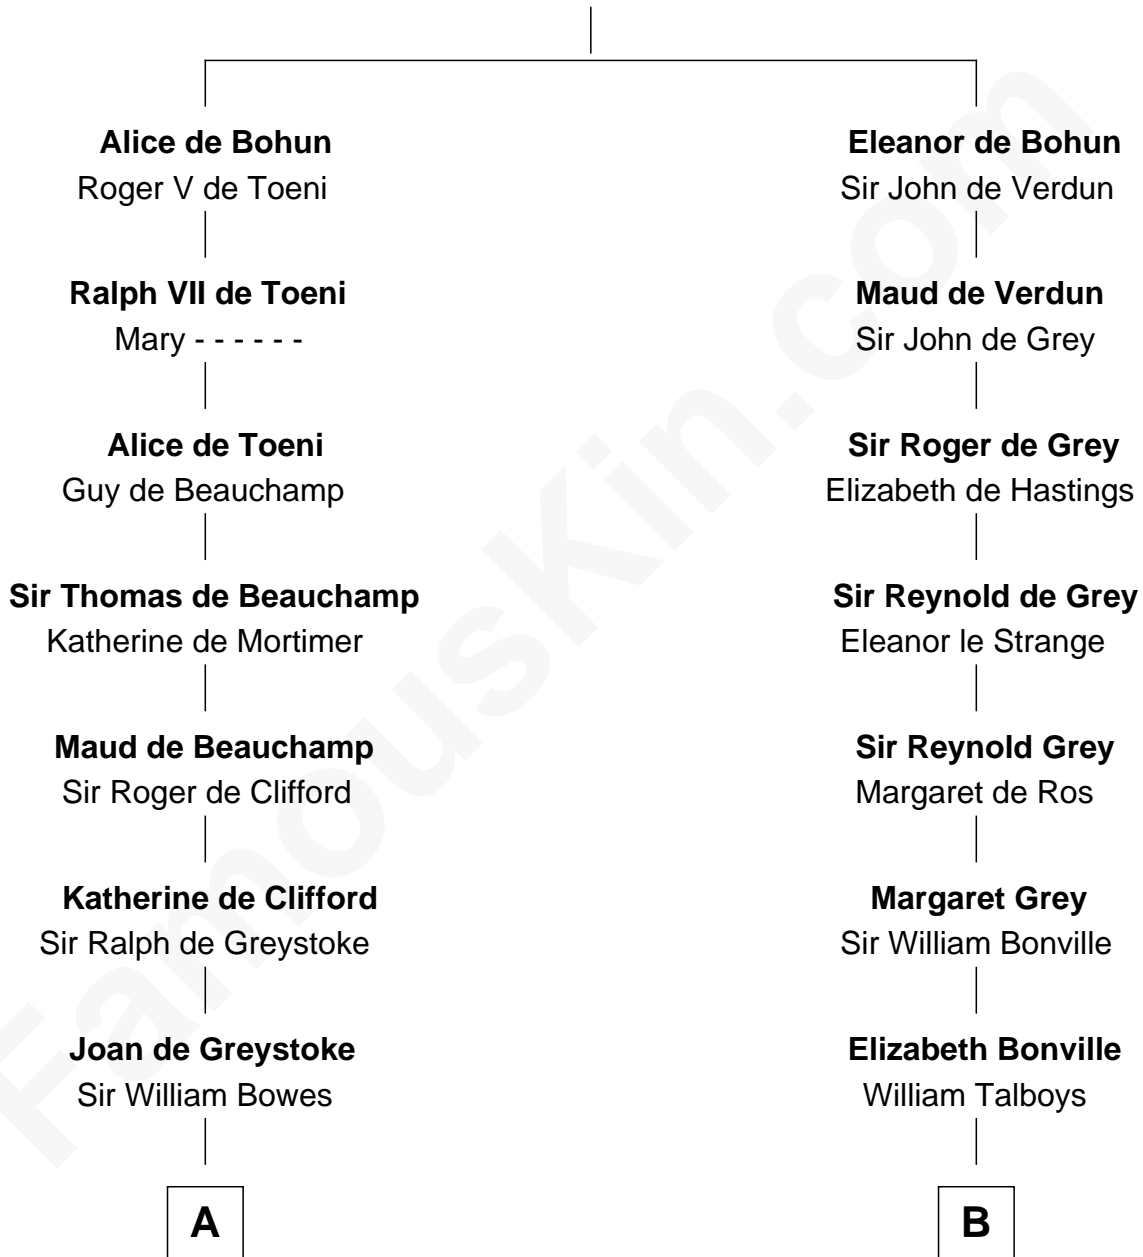 Alice de Bohun
Roger V de Toeni
Ralph VII de Toeni
Mary - - - - - -
Alice de Toeni
Guy de Beauchamp
Sir Thomas de Beauchamp
Katherine de Mortimer
Maud de Beauchamp
Sir Roger de Clifford
Katherine de Clifford
Sir Ralph de Greystoke
Joan de Greystoke
Sir William Bowes
A
Eleanor de Bohun
Sir John de Verdun
Maud de Verdun
Sir John de Grey
Sir Roger de Grey
Elizabeth de Hastings
Sir Reynold de Grey
Eleanor le Strange
Sir Reynold Grey
Margaret de Ros
Margaret Grey
Sir William Bonville
Elizabeth Bonville
William Talboys
B
FamousKin.com